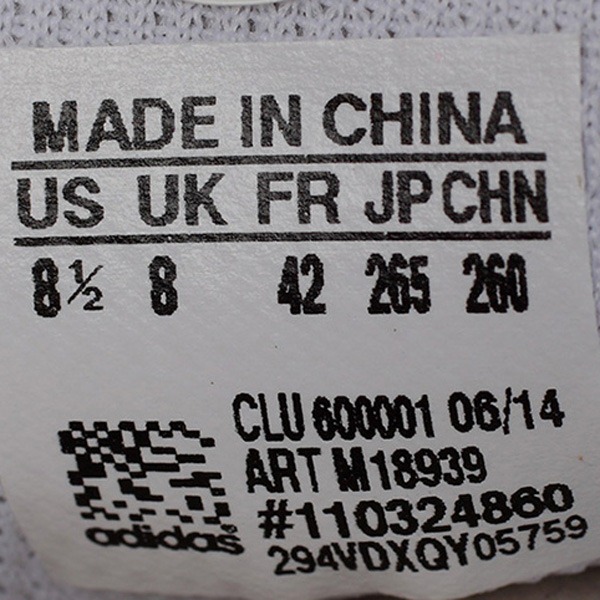 MADE IN CHINA
US UK FR JP CHN
8½ 8 42 265 260
CLU 600001 06/14
ART M18939
#110324860
adidas®
294VDXQY05759